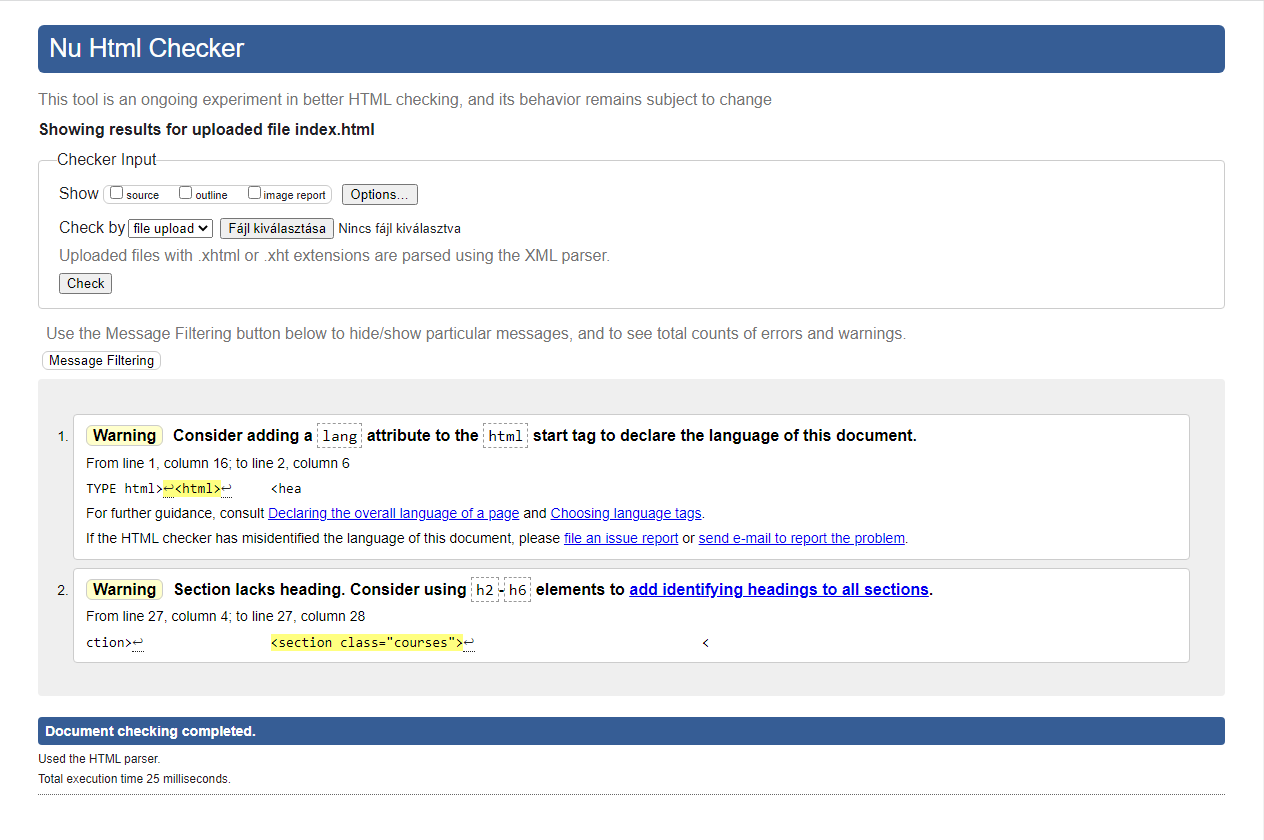 Nu Html Checker
This tool is an ongoing experiment in better HTML checking, and its behavior remains subject to change
Showing results for uploaded file index.html
Checker Input
Show source outline image report Options...
Check by file upload Fájl kiválasztása Nincs fájl kiválasztva
Uploaded files with .xhtml or .xht extensions are parsed using the XML parser.
Check
Use the Message Filtering button below to hide/show particular messages, and to see total counts of errors and warnings.
Message Filtering
1. Warning Consider adding a lang attribute to the html start tag to declare the language of this document.
From line 1, column 16; to line 2, column 6
TYPE html>↩<html>↩ <hea
For further guidance, consult Declaring the overall language of a page and Choosing language tags.
If the HTML checker has misidentified the language of this document, please file an issue report or send e-mail to report the problem.
2. Warning Section lacks heading. Consider using h2-h6 elements to add identifying headings to all sections.
From line 27, column 4; to line 27, column 28
ction>↩ <section class="courses">↩ <
Document checking completed.
Used the HTML parser.
Total execution time 25 milliseconds.